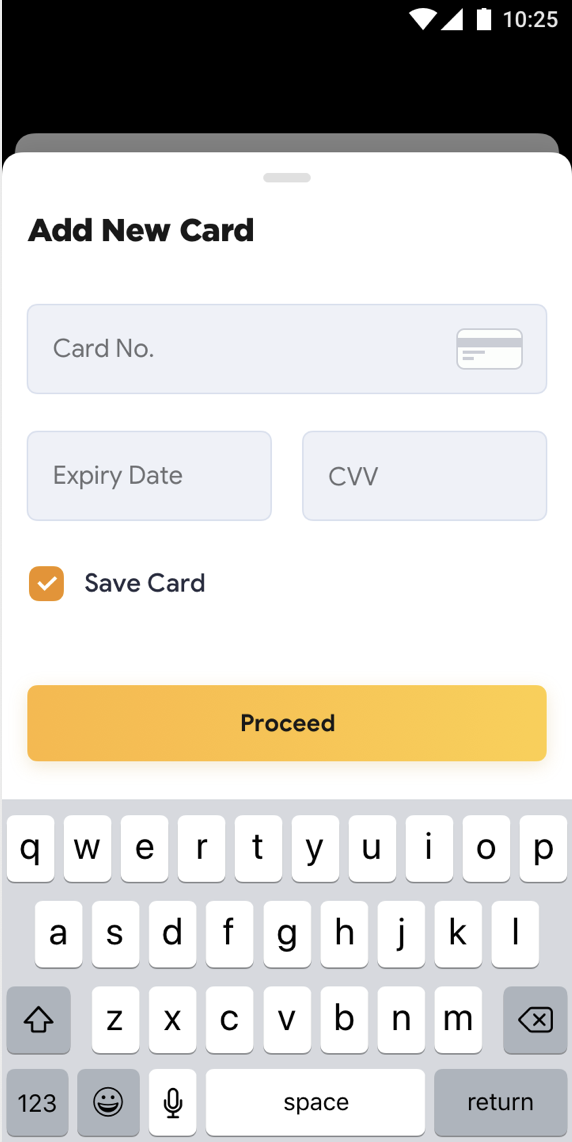 10:25
Add New Card
Card No.
Expiry Date CVV
Save Card
Proceed
q w e r t y u i o p
a s d f g h j k l
z x c v b n m
123 space return